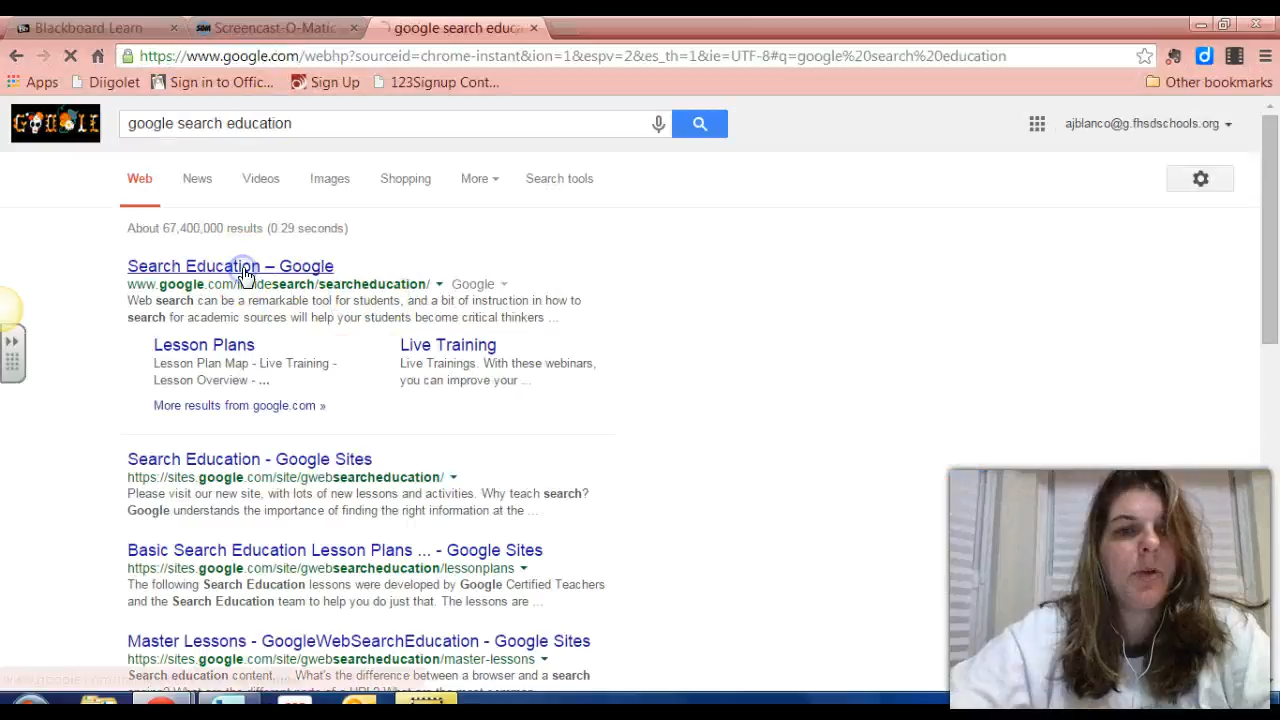 Blackboard Learn × Screencast-O-Matic × google search educa ×
https://www.google.com/webhp?sourceid=chrome-instant&ion=1&espv=2&es_th=1&ie=UTF-8#q=google%20search%20education
Apps Diigolet Sign in to Offic... Sign Up 123Signup Cont... Other bookmarks
GOOGLE google search education ajblanco@g.fhsdschools.org
Web News Videos Images Shopping More Search tools
About 67,400,000 results (0.29 seconds)
Search Education – Google
www.google.com/insidesearch/searcheducation/ Google
Web search can be a remarkable tool for students, and a bit of instruction in how to
search for academic sources will help your students become critical thinkers ...
Lesson Plans
Lesson Plan Map - Live Training -
Lesson Overview - ...
Live Training
Live Trainings. With these webinars,
you can improve your ...
More results from google.com »
Search Education - Google Sites
https://sites.google.com/site/gwebsearcheducation/
Please visit our new site, with lots of new lessons and activities. Why teach search?
Google understands the importance of finding the right information at the ...
Basic Search Education Lesson Plans ... - Google Sites
https://sites.google.com/site/gwebsearcheducation/lessonplans
The following Search Education lessons were developed by Google Certified Teachers
and the Search Education team to help you do just that. The lessons are ...
Master Lessons - GoogleWebSearchEducation - Google Sites
https://sites.google.com/site/gwebsearcheducation/master-lessons
Search education content. What's the difference between a browser and a search